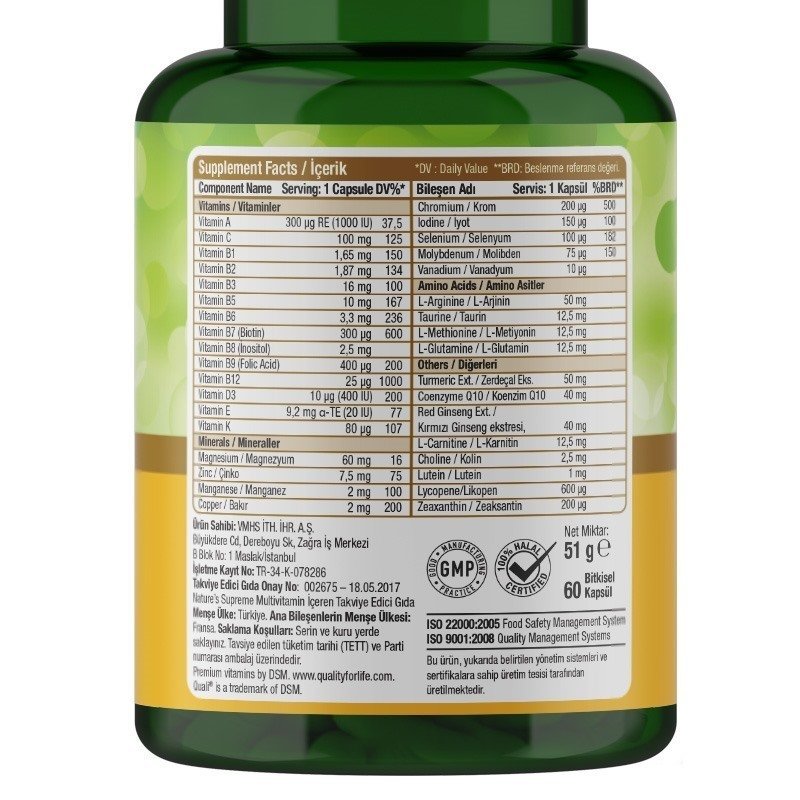 Supplement Facts / İçerik
*DV : Daily Value **BRD: Beslenme referans değeri.
Component Name Serving: 1 Capsule DV%*
Vitamins / Vitaminler
Vitamin A 300 µg RE (1000 IU) 37,5
Vitamin C 100 mg 125
Vitamin B1 1,65 mg 150
Vitamin B2 1,87 mg 134
Vitamin B3 16 mg 100
Vitamin B5 10 mg 167
Vitamin B6 3,3 mg 236
Vitamin B7 (Biotin) 300 µg 600
Vitamin B8 (Inositol) 2,5 mg
Vitamin B9 (Folic Acid) 400 µg 200
Vitamin B12 25 µg 1000
Vitamin D3 10 µg (400 IU) 200
Vitamin E 9,2 mg α-TE (20 IU) 77
Vitamin K 80 µg 107
Minerals / Mineraller
Magnesium / Magnezyum 60 mg 16
Zinc / Çinko 7,5 mg 75
Manganese / Manganez 2 mg 100
Copper / Bakır 2 mg 200
Bileşen Adı Servis: 1 Kapsül %BRD**
Chromium / Krom 200 µg 500
Iodine / İyot 150 µg 100
Selenium / Selenyum 100 µg 182
Molybdenum / Molibden 75 µg 150
Vanadium / Vanadyum 10 µg
Amino Acids / Amino Asitler
L-Arginine / L-Arjinin 50 mg
Taurine / Taurin 12,5 mg
L-Methionine / L-Metiyonin 12,5 mg
L-Glutamine / L-Glutamin 12,5 mg
Others / Diğerleri
Turmeric Ext. / Zerdeçal Eks. 50 mg
Coenzyme Q10 / Koenzim Q10 40 mg
Red Ginseng Ext. /
Kırmızı Ginseng ekstresi, 40 mg
L-Carnitine / L-Karnitin 12,5 mg
Choline / Kolin 2,5 mg
Lutein / Lutein 1 mg
Lycopene/Likopen 600 µg
Zeaxanthin / Zeaksantin 200 µg
Ürün Sahibi: VMHS İTH. İHR. A.Ş.
Büyükdere Cd, Dereboyu Sk, Zağra İş Merkezi
B Blok No: 1 Maslak/İstanbul
İşletme Kayıt No: TR-34-K-078286
Takviye Edici Gıda Onay No: 002675 – 18.05.2017
Nature's Supreme Multivitamin İçeren Takviye Edici Gıda
Menşe Ülke: Türkiye. Ana Bileşenlerin Menşe Ülkesi:
Fransa. Saklama Koşulları: Serin ve kuru yerde
saklayınız. Tavsiye edilen tüketim tarihi (TETT) ve Parti
numarası ambalaj üzerindedir.
Premium vitamins by DSM. www.qualityforlife.com.
Quali® is a trademark of DSM.
GOOD MANUFACTURING
GMP
PRACTICE
100% HALAL
CERTIFIED
Net Miktar:
51 g e
60 Bitkisel
Kapsül
ISO 22000:2005 Food Safety Management System
ISO 9001:2008 Quality Management Systems
Bu ürün, yukarıda belirtilen yönetim sistemleri ve
sertifikalara sahip üretim tesisi tarafından
üretilmektedir.